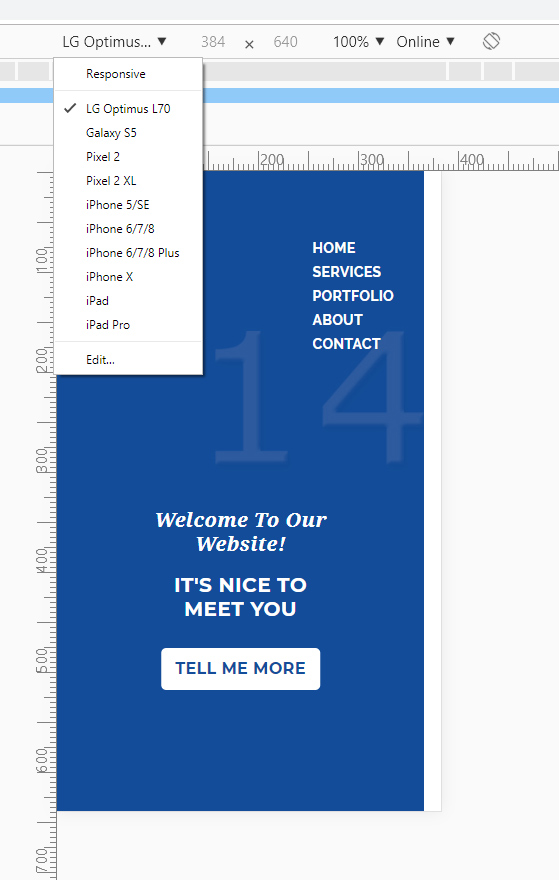 LG Optimus... ▼ 384 × 640 100% ▼ Online ▼
Responsive
LG Optimus L70
Galaxy S5
Pixel 2
Pixel 2 XL
iPhone 5/SE
iPhone 6/7/8
iPhone 6/7/8 Plus
iPhone X
iPad
iPad Pro
Edit...
200 300 400
100
200
300
400
500
600
700
HOME
SERVICES
PORTFOLIO
ABOUT
CONTACT
14
Welcome To Our
Website!
IT'S NICE TO
MEET YOU
TELL ME MORE